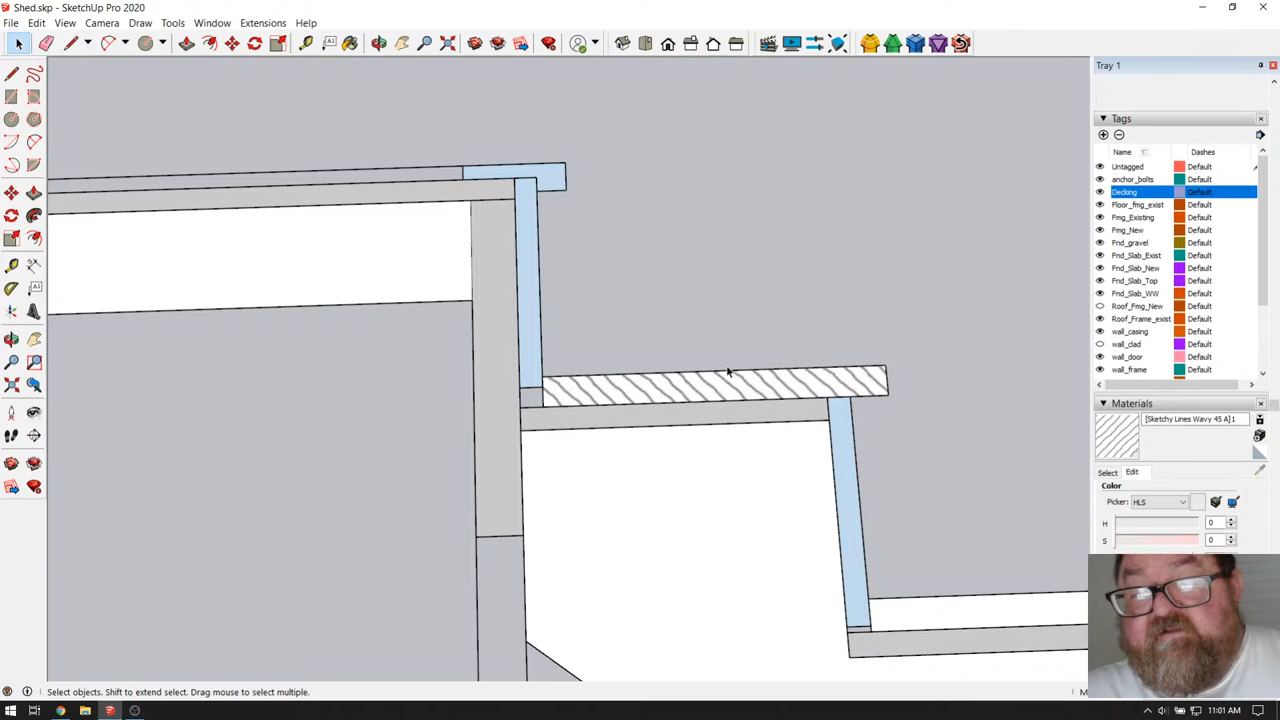 Shed.skp - SketchUp Pro 2020
File Edit View Camera Draw Tools Window Extensions Help
Tray 1
Tags
Name Dashes
Untagged Default
anchor_bolts Default
Decking Default
Floor_fmg_exist Default
Fmg_Existing Default
Fmg_New Default
Fnd_gravel Default
Fnd_Slab_Exist Default
Fnd_Slab_New Default
Fnd_Slab_Top Default
Fnd_Slab_WW Default
Roof_Fmg_New Default
Roof_Frame_exist Default
wall_casing Default
wall_clad Default
wall_door Default
wall_frame Default
Materials
[Sketchy Lines Wavy 45 A]1
Select Edit
Color
Picker: HLS
H 0
S 0
Select objects. Shift to extend select. Drag mouse to select multiple.
11:01 AM